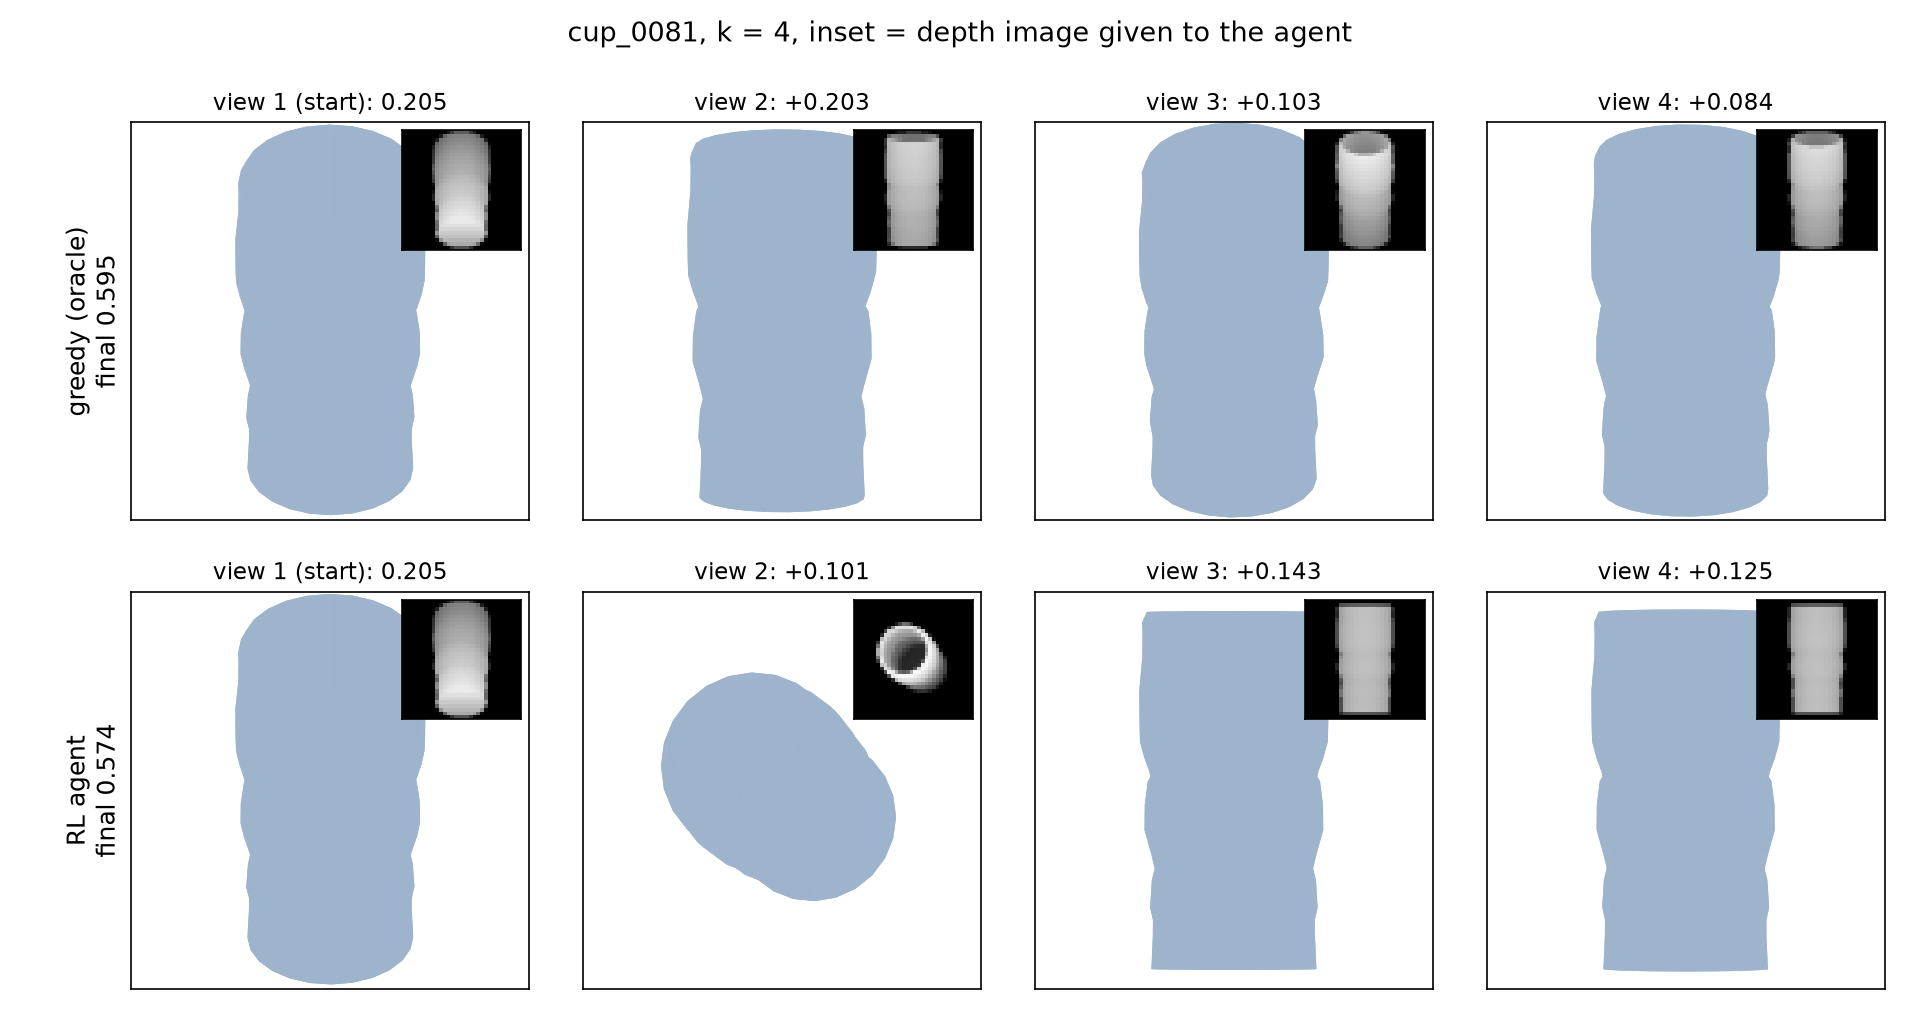 cup_0081, k = 4, inset = depth image given to the agent
greedy (oracle)
final 0.595
view 1 (start): 0.205
view 2: +0.203
view 3: +0.103
view 4: +0.084
RL agent
final 0.574
view 1 (start): 0.205
view 2: +0.101
view 3: +0.143
view 4: +0.125